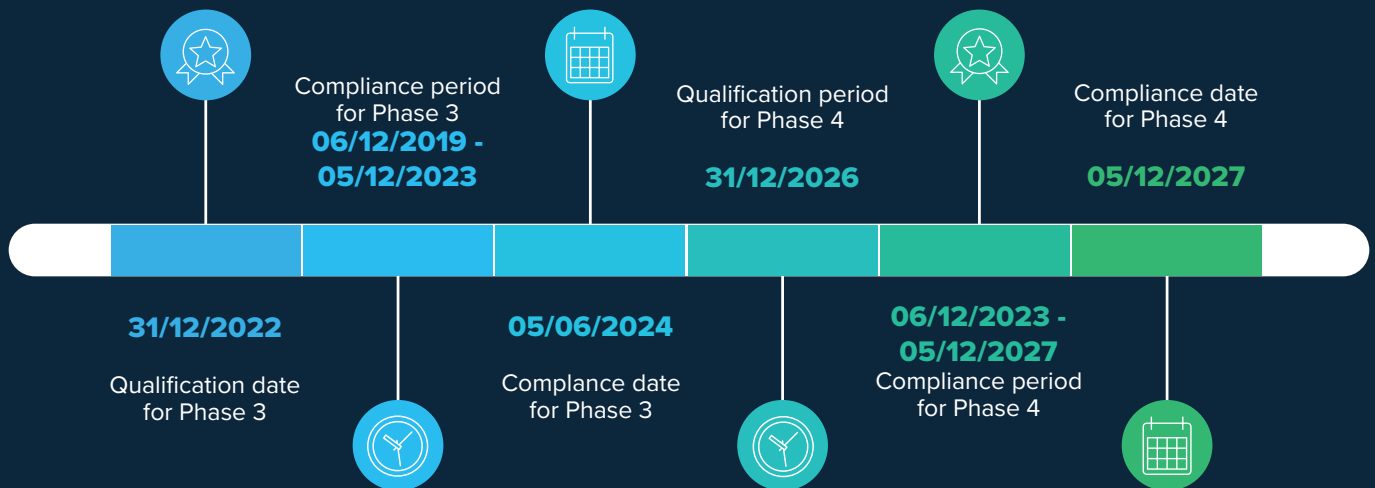 31/12/2022
Qualification date
for Phase 3
Compliance period
for Phase 3
06/12/2019 -
05/12/2023
05/06/2024
Complance date
for Phase 3
Qualification period
for Phase 4
31/12/2026
06/12/2023 -
05/12/2027
Compliance period
for Phase 4
Compliance date
for Phase 4
05/12/2027